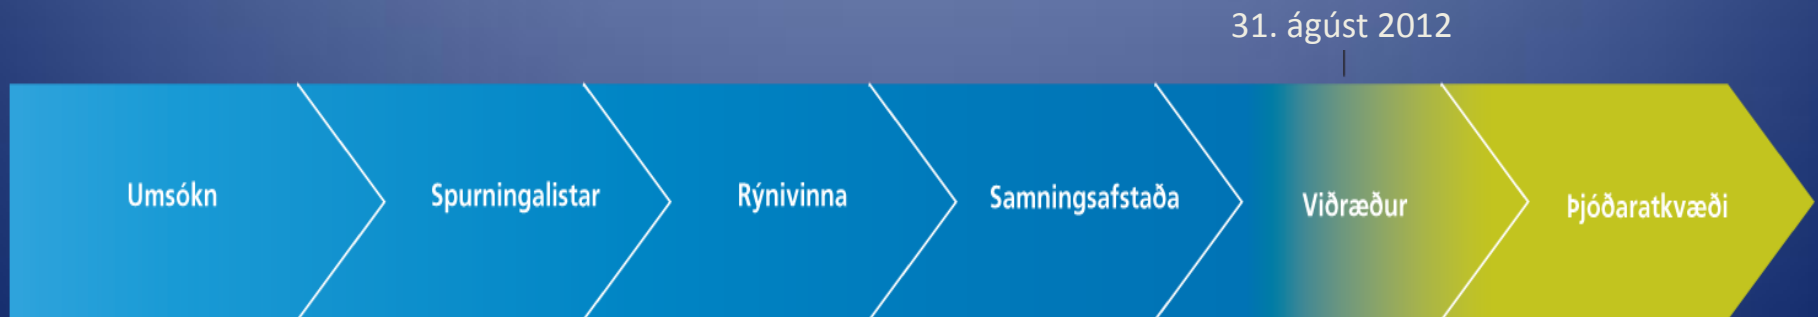 31. ágúst 2012
Umsókn
Spurningalistar
Rýnivinna
Samningsafstaða
Viðræður
Þjóðaratkvæði